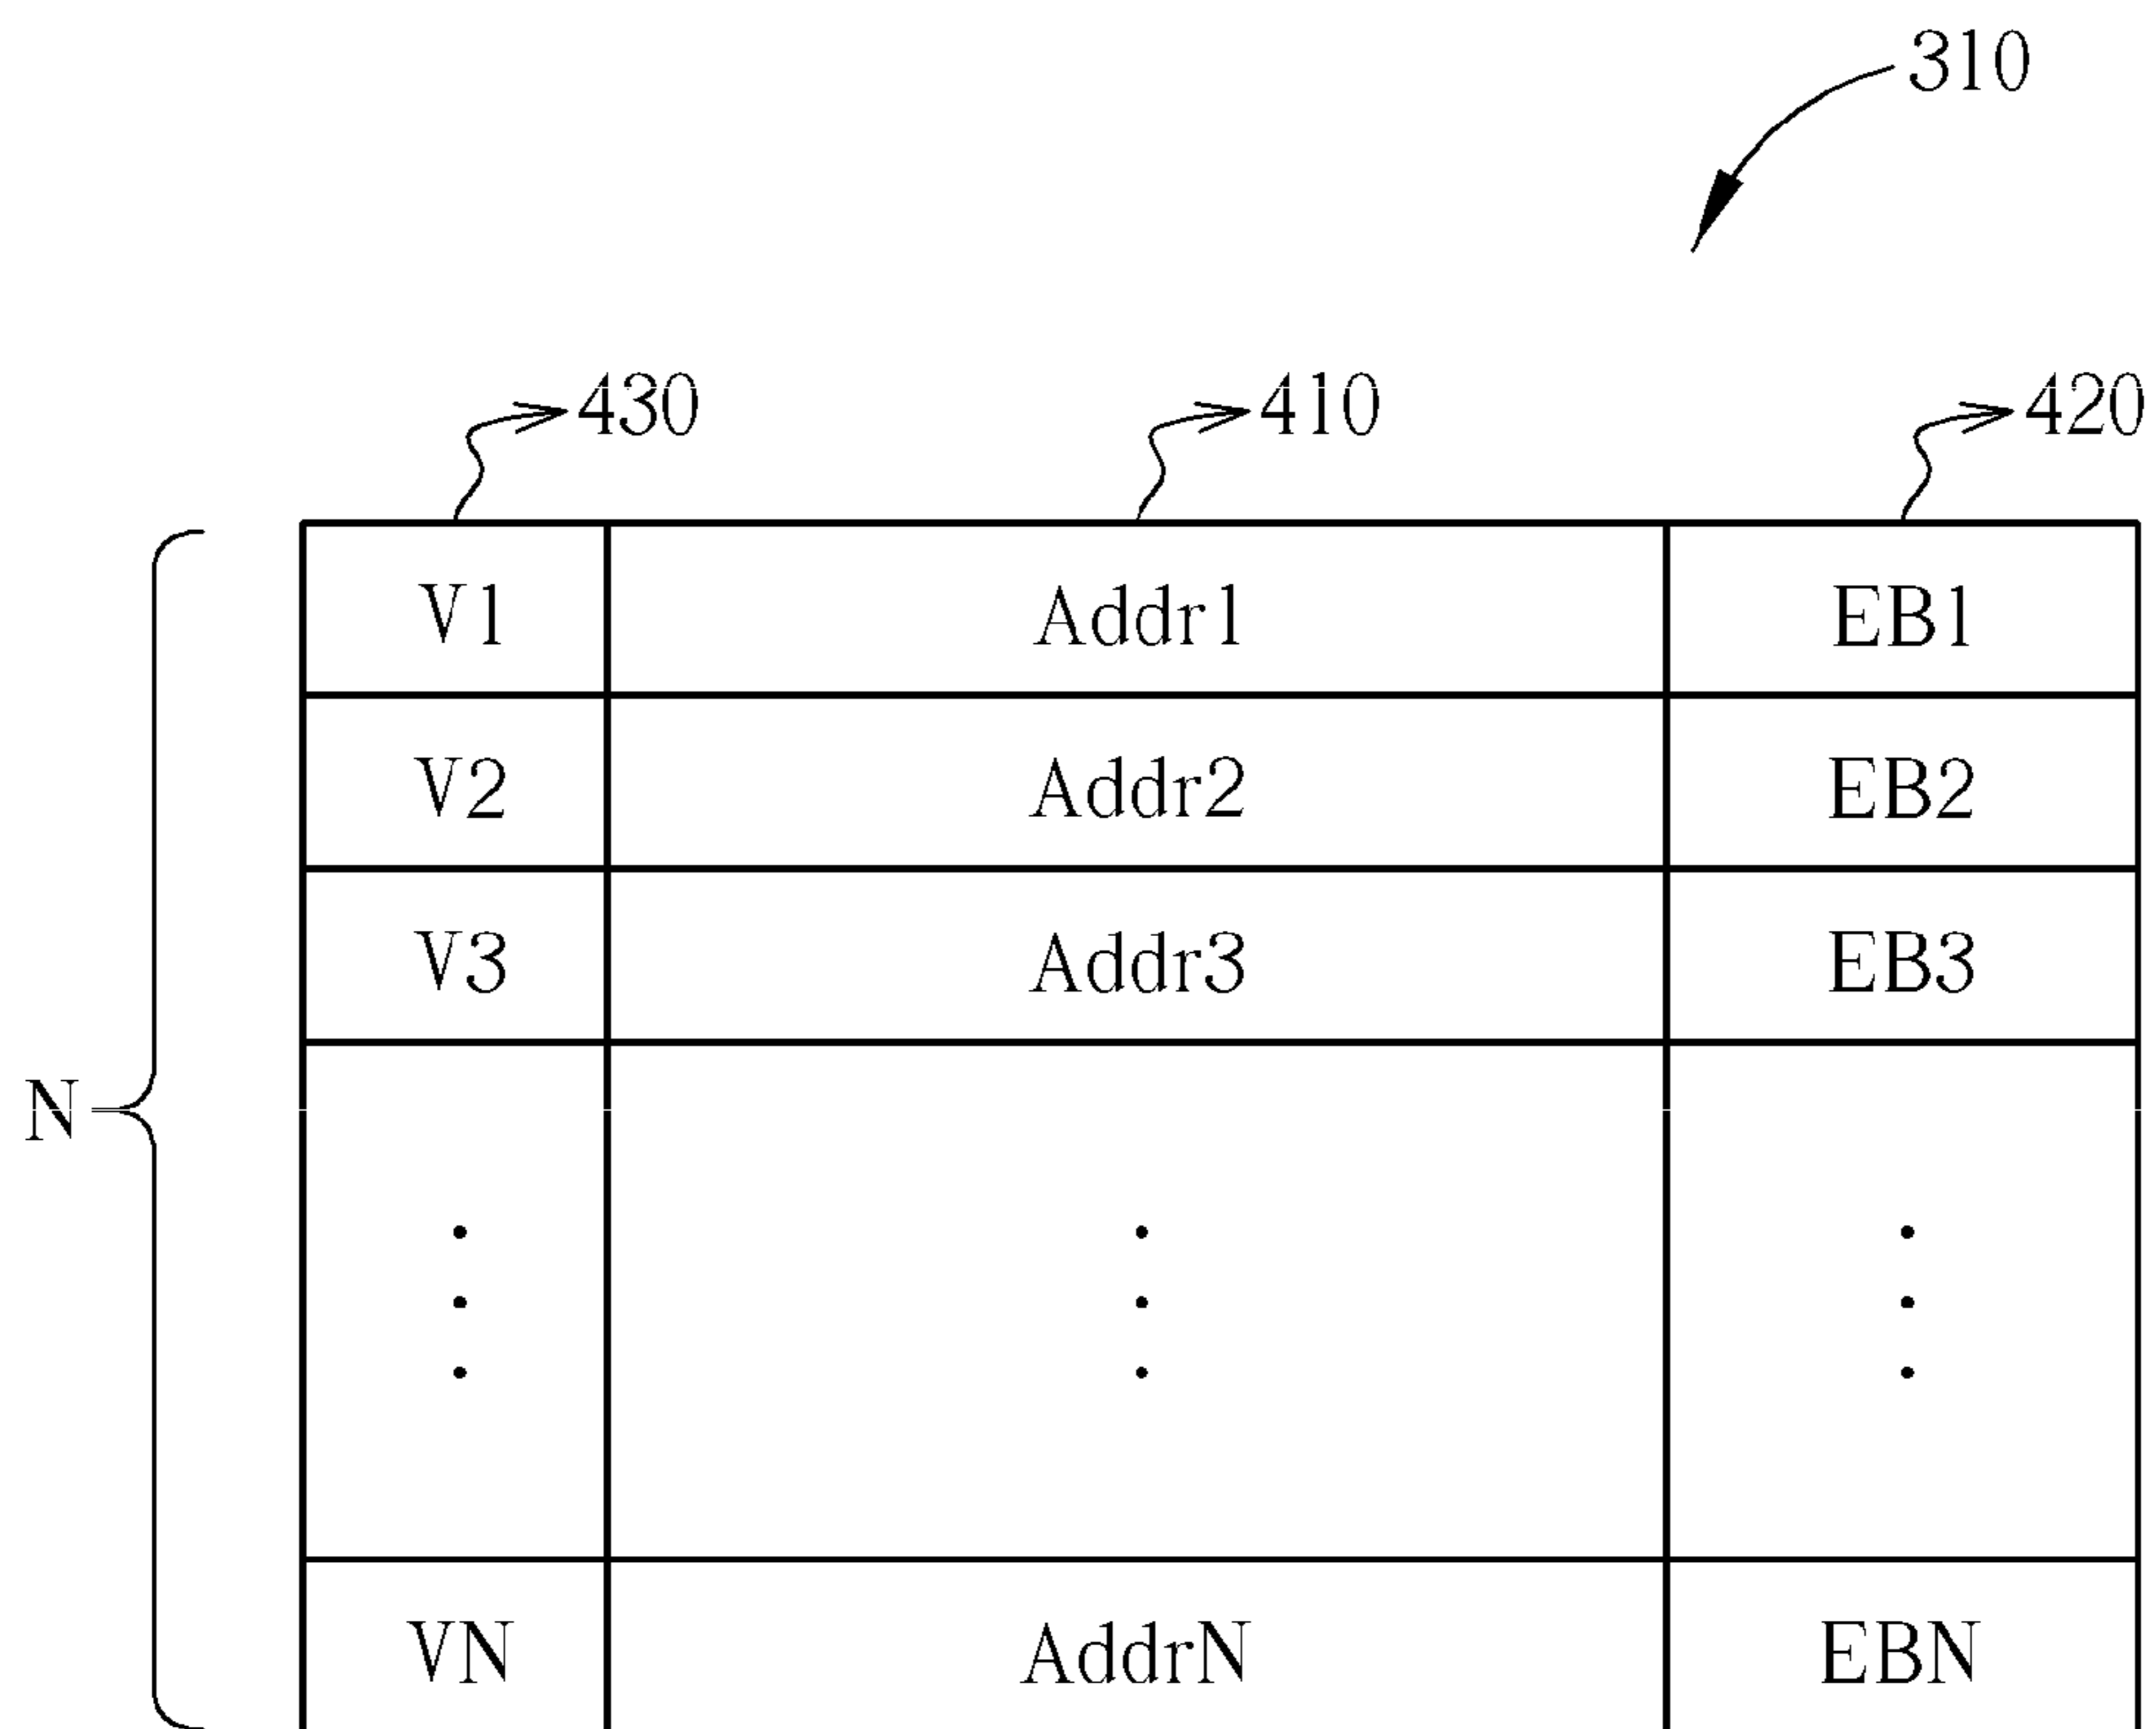 310
430 410 420
V1 Addr1 EB1
V2 Addr2 EB2
V3 Addr3 EB3
N
VN AddrN EBN